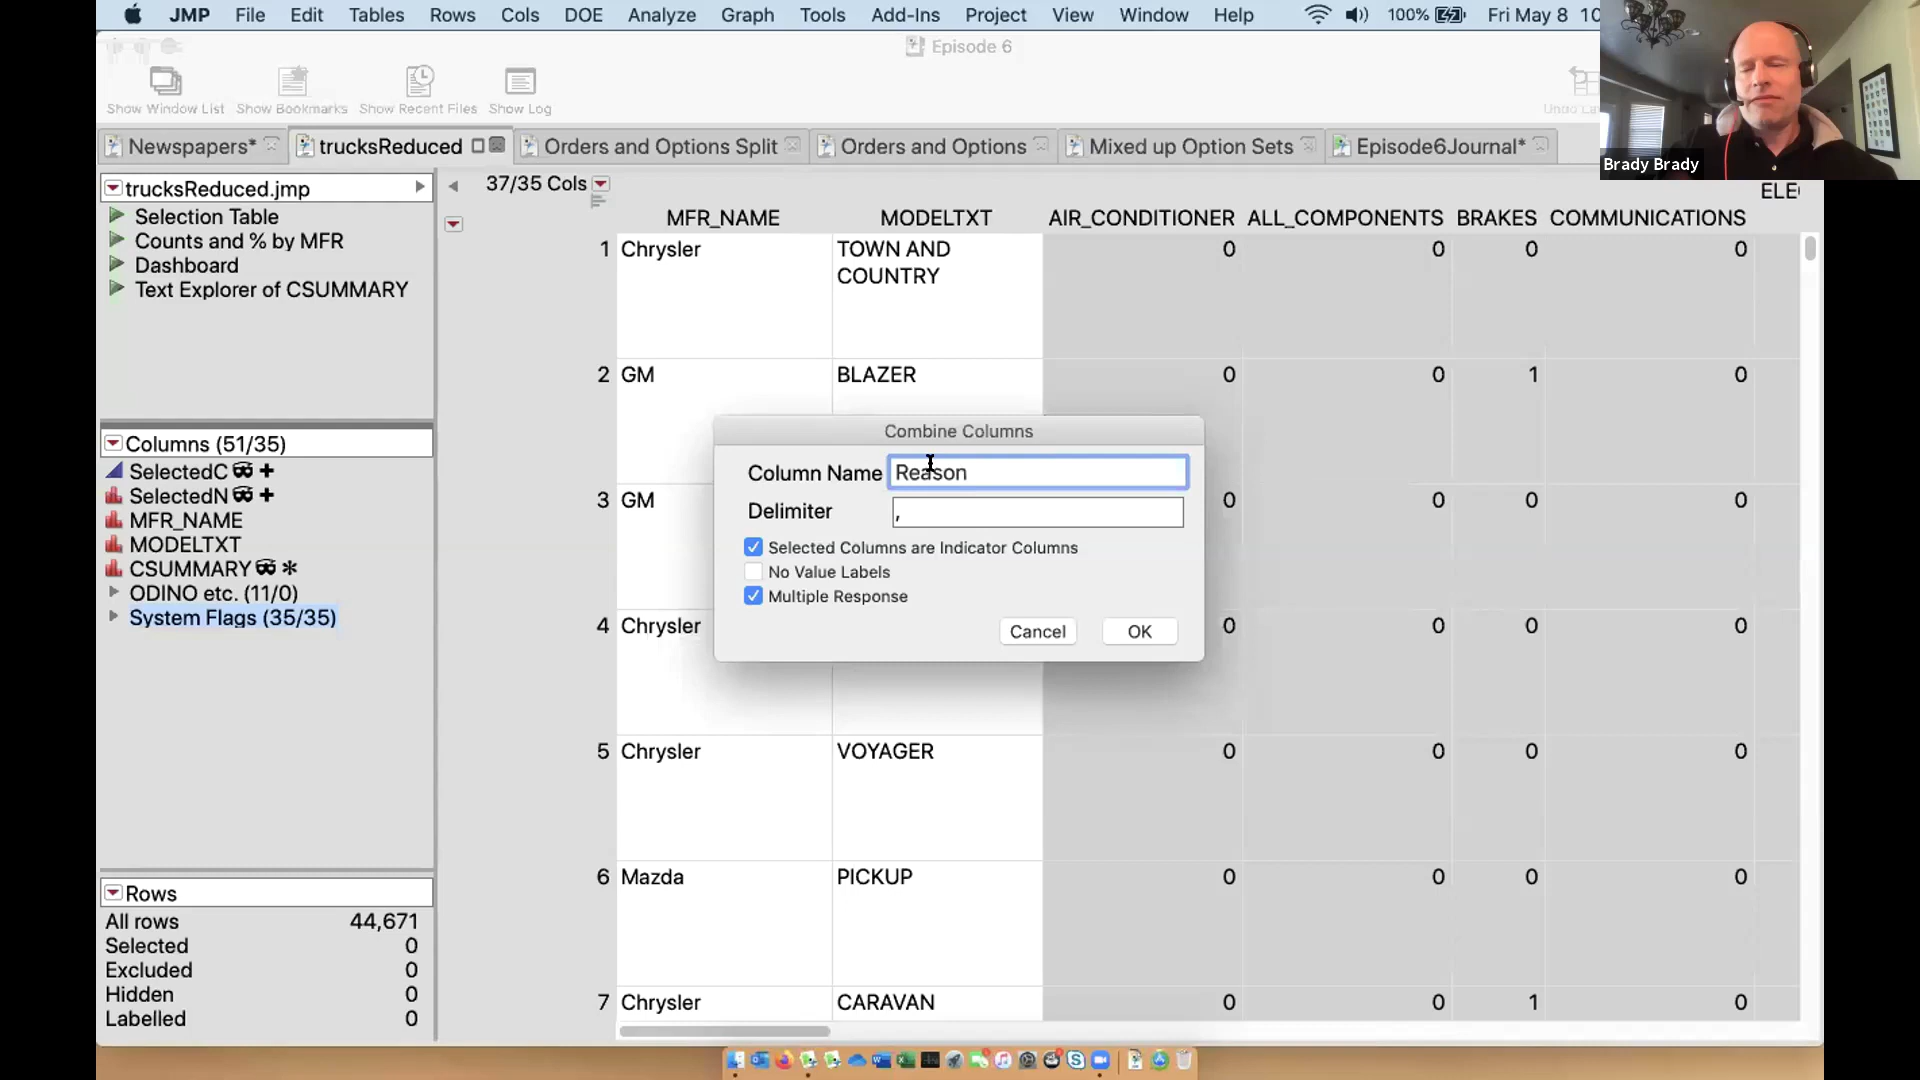 JMP File Edit Tables Rows Cols DOE Analyze Graph Tools Add-Ins Project View Window Help 100% Fri May 8 10
Episode 6
Show Window List Show Bookmarks Show Recent Files Show Log
Brady Brady
Newspapers* trucksReduced Orders and Options Split Orders and Options Mixed up Option Sets Episode6Journal*
trucksReduced.jmp
Selection Table
Counts and % by MFR
Dashboard
Text Explorer of CSUMMARY
Columns (51/35)
SelectedC
SelectedN
MFR_NAME
MODELTXT
CSUMMARY
ODINO etc. (11/0)
System Flags (35/35)
Rows
All rows 44,671
Selected 0
Excluded 0
Hidden 0
Labelled 0
37/35 Cols
MFR_NAME MODELTXT AIR_CONDITIONER ALL_COMPONENTS BRAKES COMMUNICATIONS
1 Chrysler TOWN AND COUNTRY 0 0 0 0
2 GM BLAZER 0 0 1 0
3 GM 0 0
4 Chrysler 0 0 0 0
5 Chrysler VOYAGER 0 0 0 0
6 Mazda PICKUP 0 0 0 0
7 Chrysler CARAVAN 0 0 1 0
Combine Columns
Column Name Reason
Delimiter ,
Selected Columns are Indicator Columns
No Value Labels
Multiple Response
Cancel OK